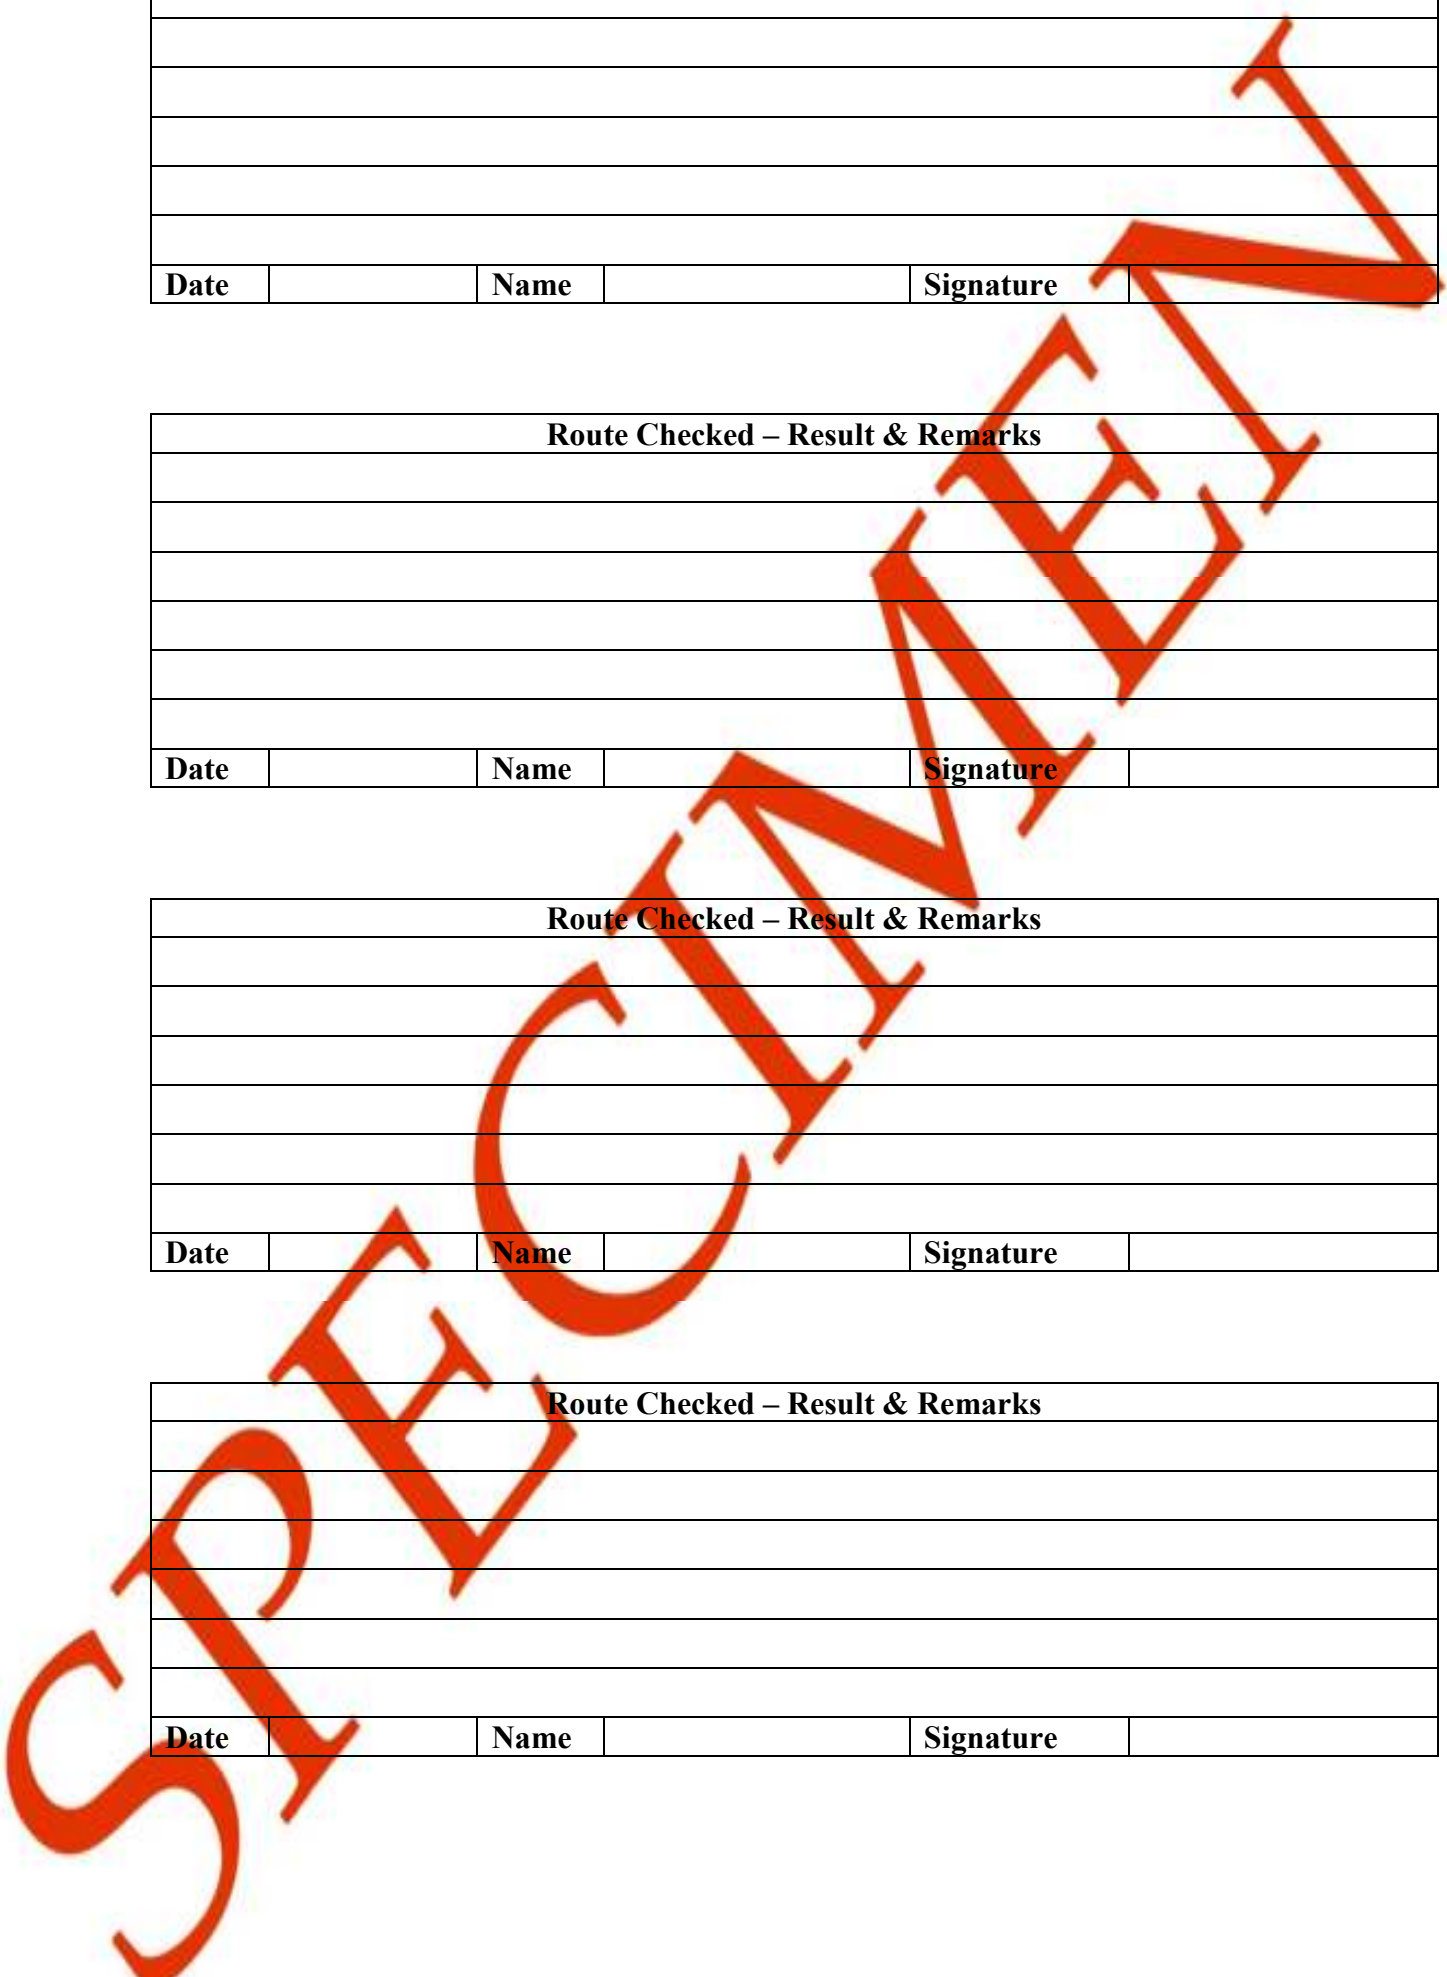 Date Name Signature
Route Checked – Result & Remarks
Date Name Signature
Route Checked – Result & Remarks
Date Name Signature
Route Checked – Result & Remarks
Date Name Signature
SPECIMEN